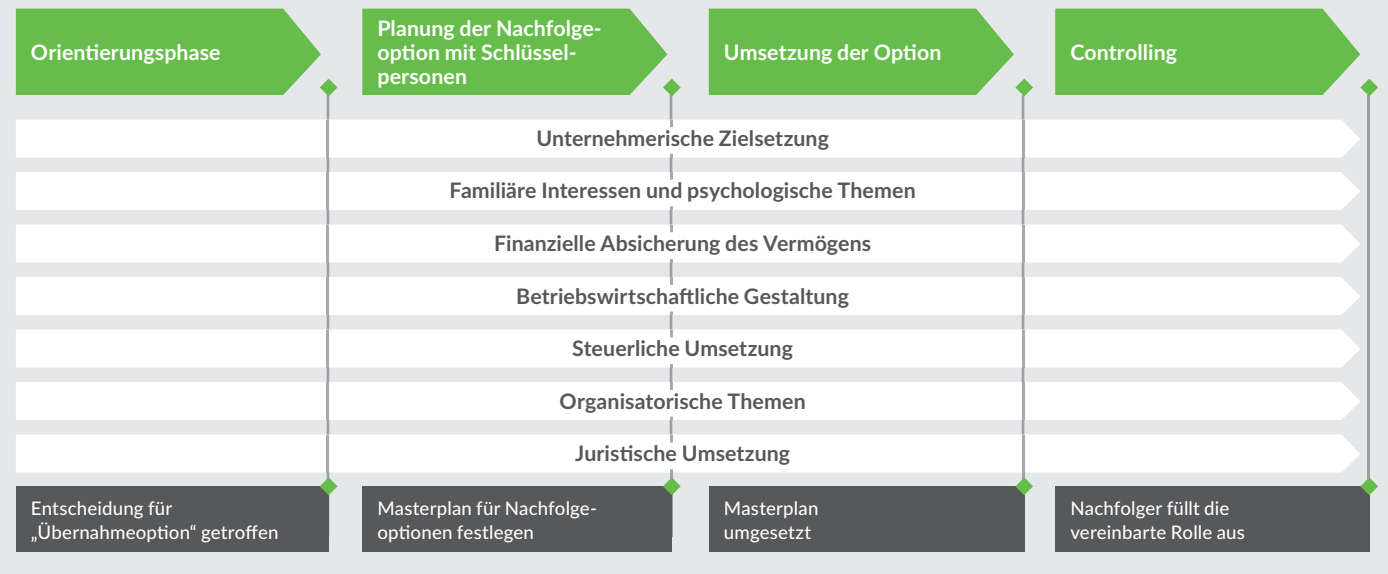 Orientierungsphase
Planung der Nachfolge-
option mit Schlüssel-
personen
Umsetzung der Option
Controlling
Unternehmerische Zielsetzung
Familiäre Interessen und psychologische Themen
Finanzielle Absicherung des Vermögens
Betriebswirtschaftliche Gestaltung
Steuerliche Umsetzung
Organisatorische Themen
Juristische Umsetzung
Entscheidung für
„Übernahmeoption“ getroffen
Masterplan für Nachfolge-
optionen festlegen
Masterplan
umgesetzt
Nachfolger füllt die
vereinbarte Rolle aus